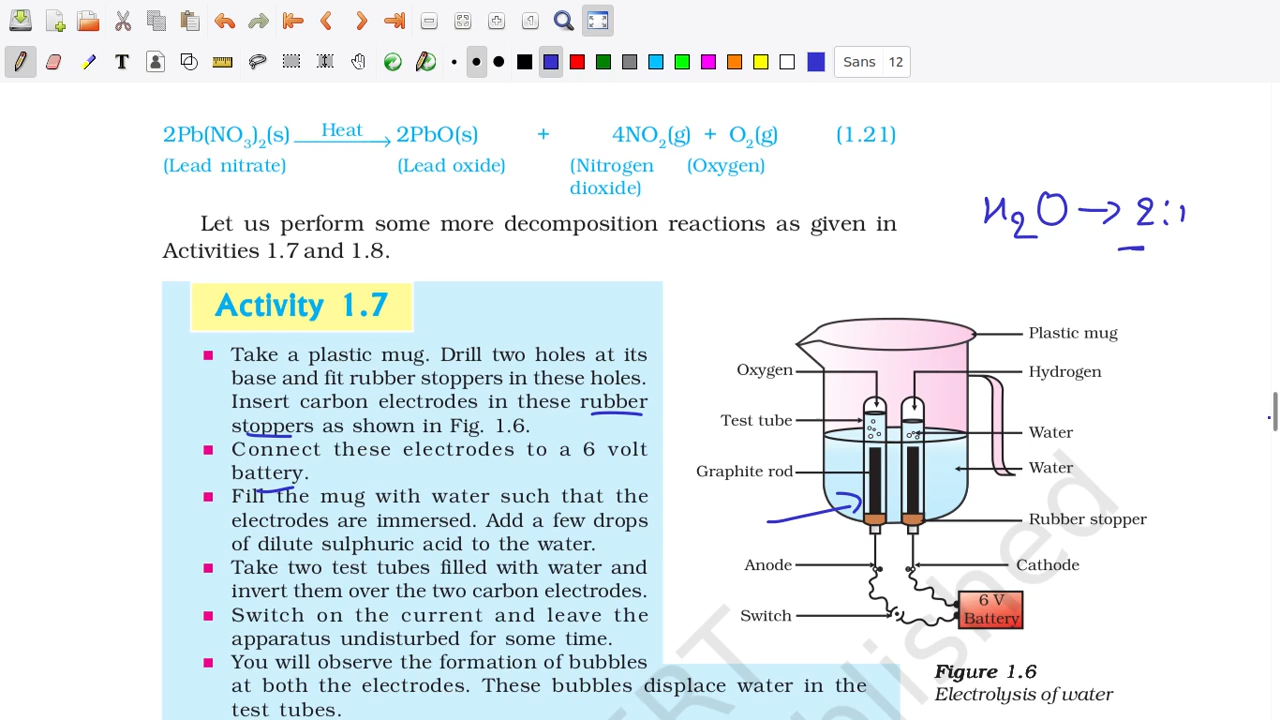 Sans 12
2Pb(NO3)2(s) Heat 2PbO(s) + 4NO2(g) + O2(g) (1.21)
(Lead nitrate) (Lead oxide) (Nitrogen (Oxygen)
dioxide)
H2O → 2:1
Let us perform some more decomposition reactions as given in
Activities 1.7 and 1.8.
Activity 1.7
Take a plastic mug. Drill two holes at its
base and fit rubber stoppers in these holes.
Insert carbon electrodes in these rubber
stoppers as shown in Fig. 1.6.
Connect these electrodes to a 6 volt
battery.
Fill the mug with water such that the
electrodes are immersed. Add a few drops
of dilute sulphuric acid to the water.
Take two test tubes filled with water and
invert them over the two carbon electrodes.
Switch on the current and leave the
apparatus undisturbed for some time.
You will observe the formation of bubbles
at both the electrodes. These bubbles displace water in the
test tubes.
Plastic mug
Oxygen
Hydrogen
Test tube
Water
Graphite rod
Water
Rubber stopper
Anode
Cathode
Switch
6 V
Battery
Figure 1.6
Electrolysis of water